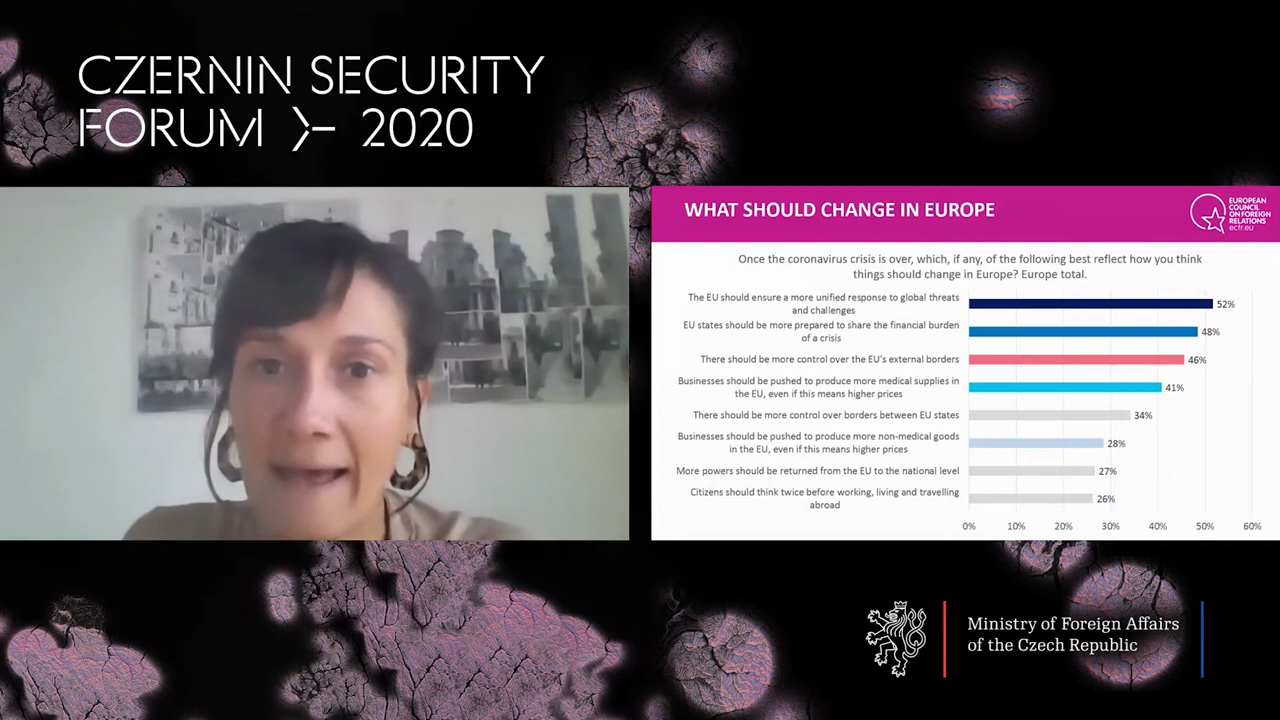 CZERNIN SECURITY
FORUM >- 2020
WHAT SHOULD CHANGE IN EUROPE
EUROPEAN
COUNCIL
ON FOREIGN
RELATIONS
ecfr.eu
Once the coronavirus crisis is over, which, if any, of the following best reflect how you think
things should change in Europe? Europe total.
The EU should ensure a more unified response to global threats
and challenges
52%
EU states should be more prepared to share the financial burden
of a crisis
48%
There should be more control over the EU's external borders
46%
Businesses should be pushed to produce more medical supplies in
the EU, even if this means higher prices
41%
There should be more control over borders between EU states
34%
Businesses should be pushed to produce more non-medical goods
in the EU, even if this means higher prices
28%
More powers should be returned from the EU to the national level
27%
Citizens should think twice before working, living and travelling
abroad
26%
0% 10% 20% 30% 40% 50% 60%
Ministry of Foreign Affairs
of the Czech Republic